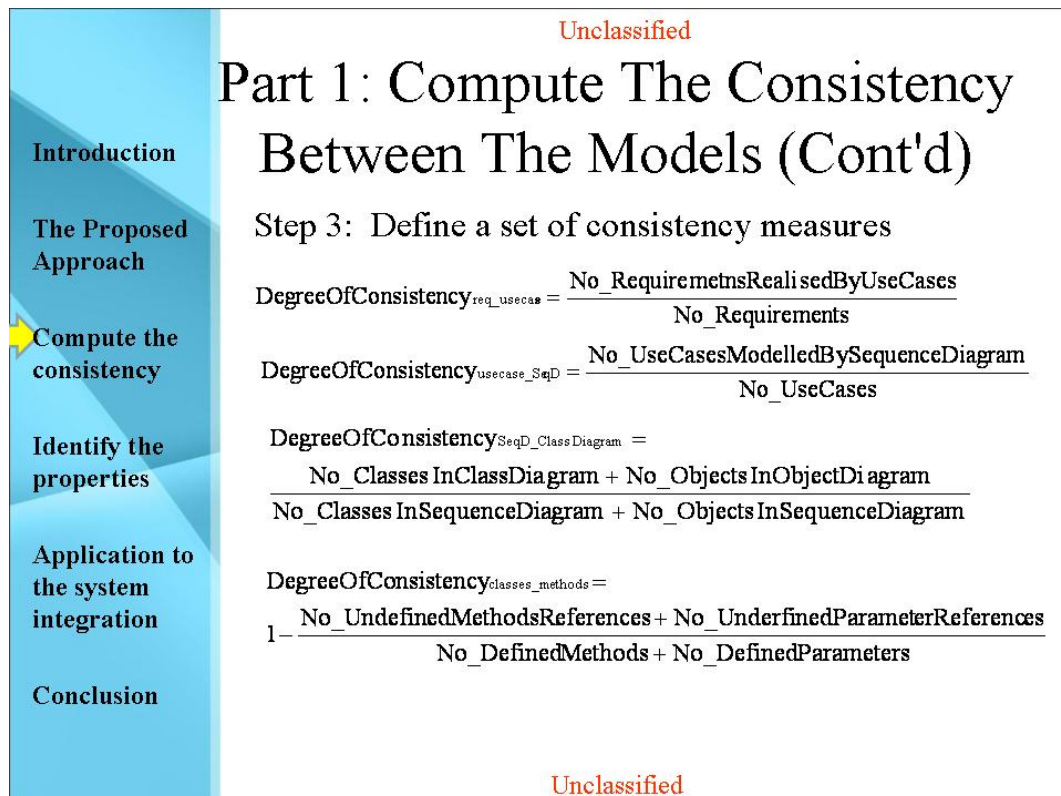 Unclassified
Part 1: Compute The Consistency
Between The Models (Cont'd)
Introduction
The Proposed
Approach
Compute the
consistency
Identify the
properties
Application to
the system
integration
Conclusion
Step 3: Define a set of consistency measures
DegreeOfConsistency req_usecas = 
No_RequiremetnsRealisedByUseCases
No_Requirements
DegreeOfConsistency usecase_SeqD = 
No_UseCasesModelledBySequenceDiagram
No_UseCases
DegreeOfConsistency SeqD_Class Diagram =
No_Classes InClassDiagram + No_Objects InObjectDiagram
No_Classes InSequenceDiagram + No_Objects InSequenceDiagram
DegreeOfConsistency classes_methods =
1 − 
No_UndefinedMethodsReferences + No_UnderfinedParameterReferences
No_DefinedMethods + No_DefinedParameters
Unclassified